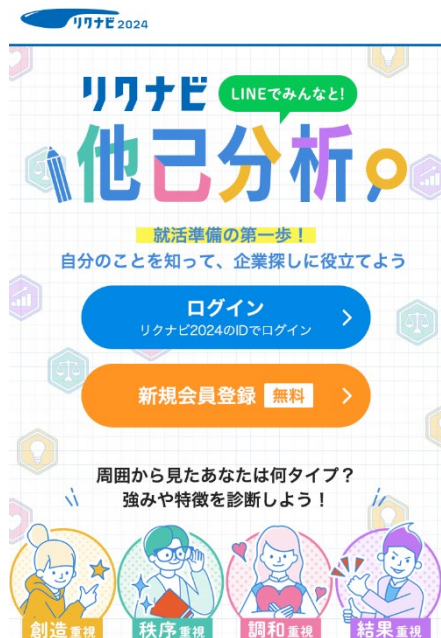 リクナビ2024
リクナビ LINEでみんなと!
他己分析
就活準備の第一歩！
自分のことを知って、企業探しに役立てよう
ログイン
リクナビ2024のIDでログイン
新規会員登録 無料
周囲から見たあなたは何タイプ？
強みや特徴を診断しよう！
創造重視 秩序重視 調和重視 結果重視